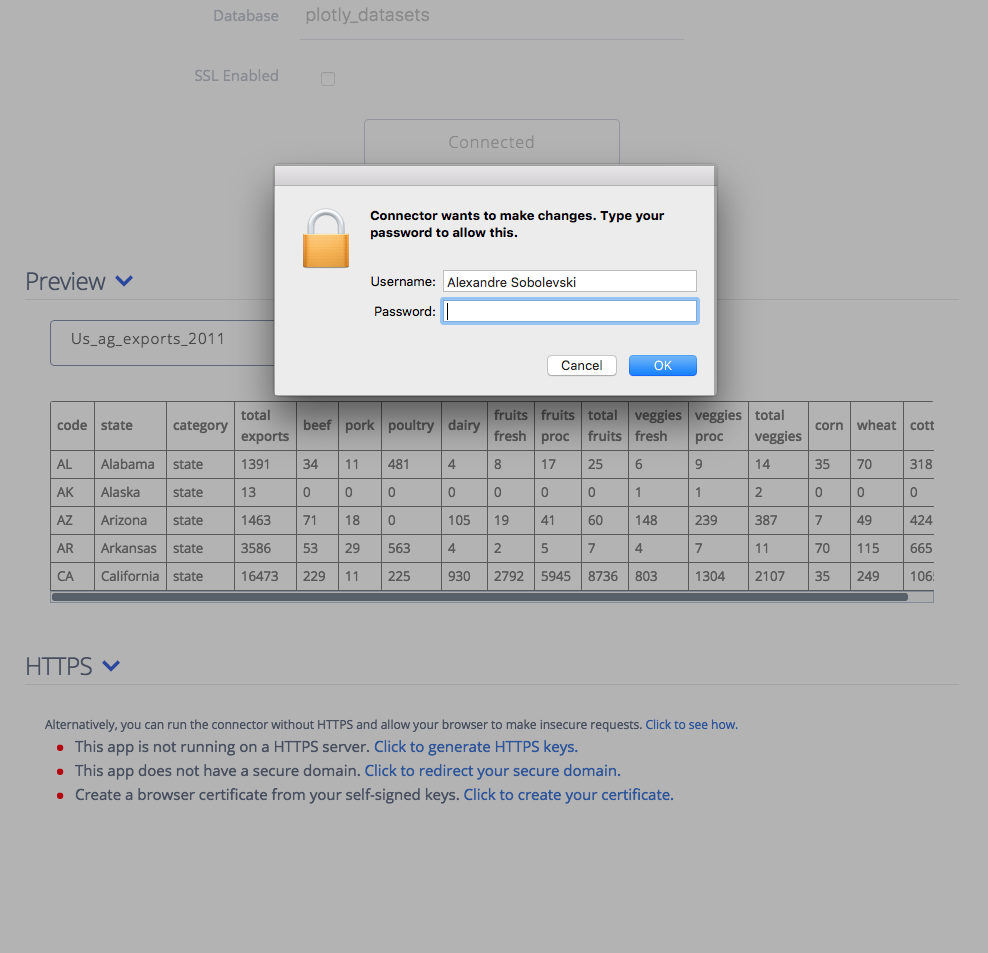 Database plotly_datasets
SSL Enabled
Connected
Connector wants to make changes. Type your
password to allow this.
Username: Alexandre Sobolevski
Password:
Cancel OK
Preview
Us_ag_exports_2011
code state category total exports beef pork poultry dairy fruits fresh fruits proc total fruits veggies fresh veggies proc total veggies corn wheat cott
AL Alabama state 1391 34 11 481 4 8 17 25 6 9 14 35 70 318
AK Alaska state 13 0 0 0 0 0 0 0 1 1 2 0 0 0
AZ Arizona state 1463 71 18 0 105 19 41 60 148 239 387 7 49 424
AR Arkansas state 3586 53 29 563 4 2 5 7 4 7 11 70 115 665
CA California state 16473 229 11 225 930 2792 5945 8736 803 1304 2107 35 249
HTTPS
Alternatively, you can run the connector without HTTPS and allow your browser to make insecure requests. Click to see how.
This app is not running on a HTTPS server. Click to generate HTTPS keys.
This app does not have a secure domain. Click to redirect your secure domain.
Create a browser certificate from your self-signed keys. Click to create your certificate.